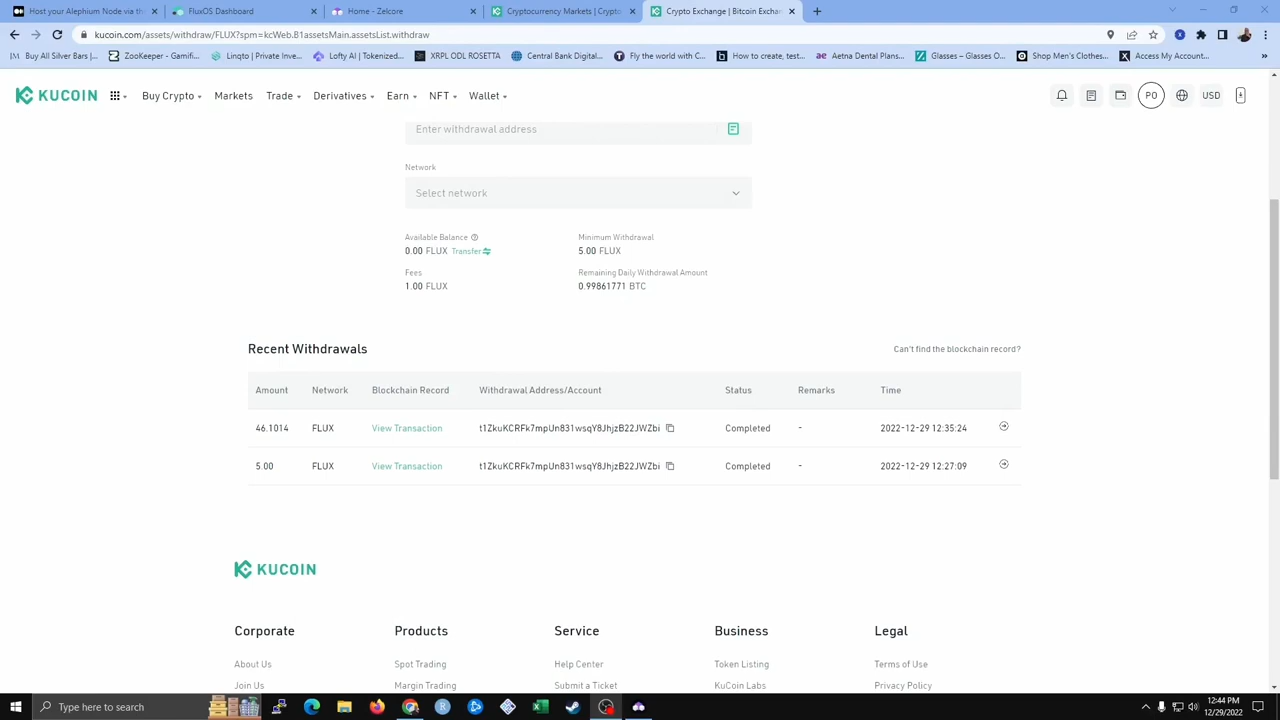 Host your Alephium Node via th
FluxOS Dashboard
Home - Zelcore
Cryptocurrency Markets | Crypto
Crypto Exchange | Bitcoin Exchan
kucoin.com/assets/withdraw/FLUX?spm=kcWeb.B1assetsMain.assetsList.withdraw
Buy All Silver Bars |...
ZooKeeper - Gamifi...
Linqto | Private Inve...
Lofty AI | Tokenized...
XRPL ODL ROSETTA
Central Bank Digital...
Fly the world with C...
How to create, test...
Aetna Dental Plans...
Glasses – Glasses O...
Shop Men's Clothes...
Access My Account...
KUCOIN
Buy Crypto
Markets
Trade
Derivatives
Earn
NFT
Wallet
PO
USD
Enter withdrawal address
Network
Select network
Available Balance
Minimum Withdrawal
0.00 FLUX Transfer
5.00 FLUX
Fees
Remaining Daily Withdrawal Amount
1.00 FLUX
0.99861771 BTC
Recent Withdrawals
Can't find the blockchain record?
Amount Network Blockchain Record Withdrawal Address/Account Status Remarks Time
46.1014 FLUX View Transaction t1ZkuKCRFk7mpUn831wsqY8JhjzB22JWZbi Completed - 2022-12-29 12:35:24
5.00 FLUX View Transaction t1ZkuKCRFk7mpUn831wsqY8JhjzB22JWZbi Completed - 2022-12-29 12:27:09
KUCOIN
Corporate
Products
Service
Business
Legal
About Us
Spot Trading
Help Center
Token Listing
Terms of Use
Join Us
Margin Trading
Submit a Ticket
KuCoin Labs
Privacy Policy
Type here to search
12:44 PM
12/29/2022